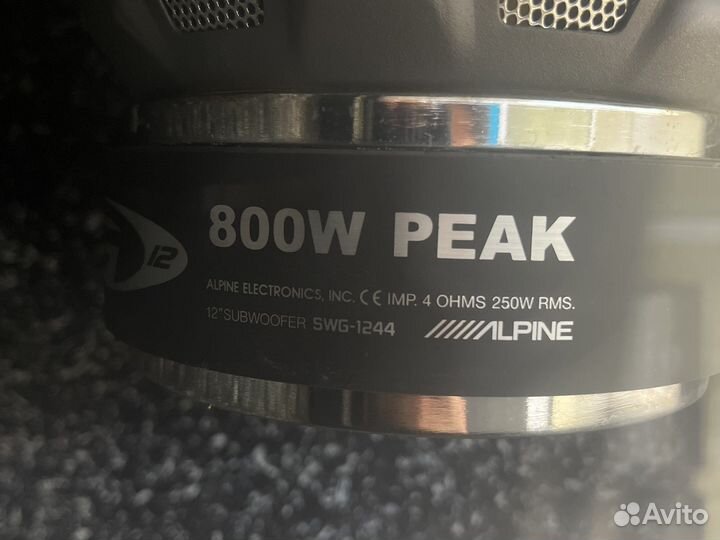 12
800W PEAK
ALPINE ELECTRONICS, INC. CE IMP. 4 OHMS 250W RMS.
12"SUBWOOFER SWG-1244 ALPINE
Avito